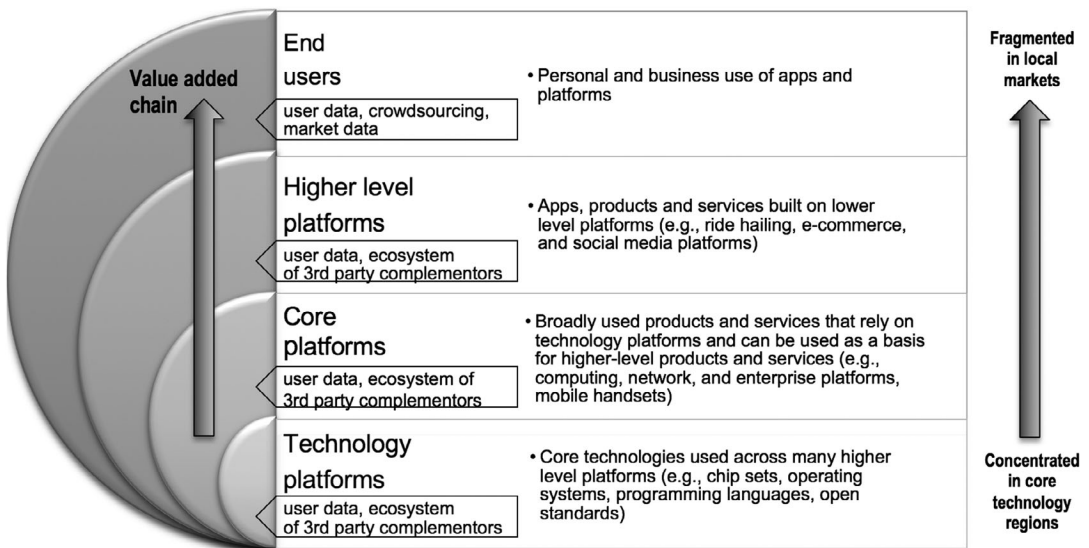 Value added
chain
End
users
user data, crowdsourcing,
market data
• Personal and business use of apps and
platforms
Higher level
platforms
user data, ecosystem
of 3rd party complementors
• Apps, products and services built on lower
level platforms (e.g., ride hailing, e-commerce,
and social media platforms)
Core
platforms
user data, ecosystem of
3rd party complementors
• Broadly used products and services that rely on
technology platforms and can be used as a basis
for higher-level products and services (e.g.,
computing, network, and enterprise platforms,
mobile handsets)
Technology
platforms
user data, ecosystem
of 3rd party complementors
• Core technologies used across many higher
level platforms (e.g., chip sets, operating
systems, programming languages, open
standards)
Fragmented
in local
markets
Concentrated
in core
technology
regions